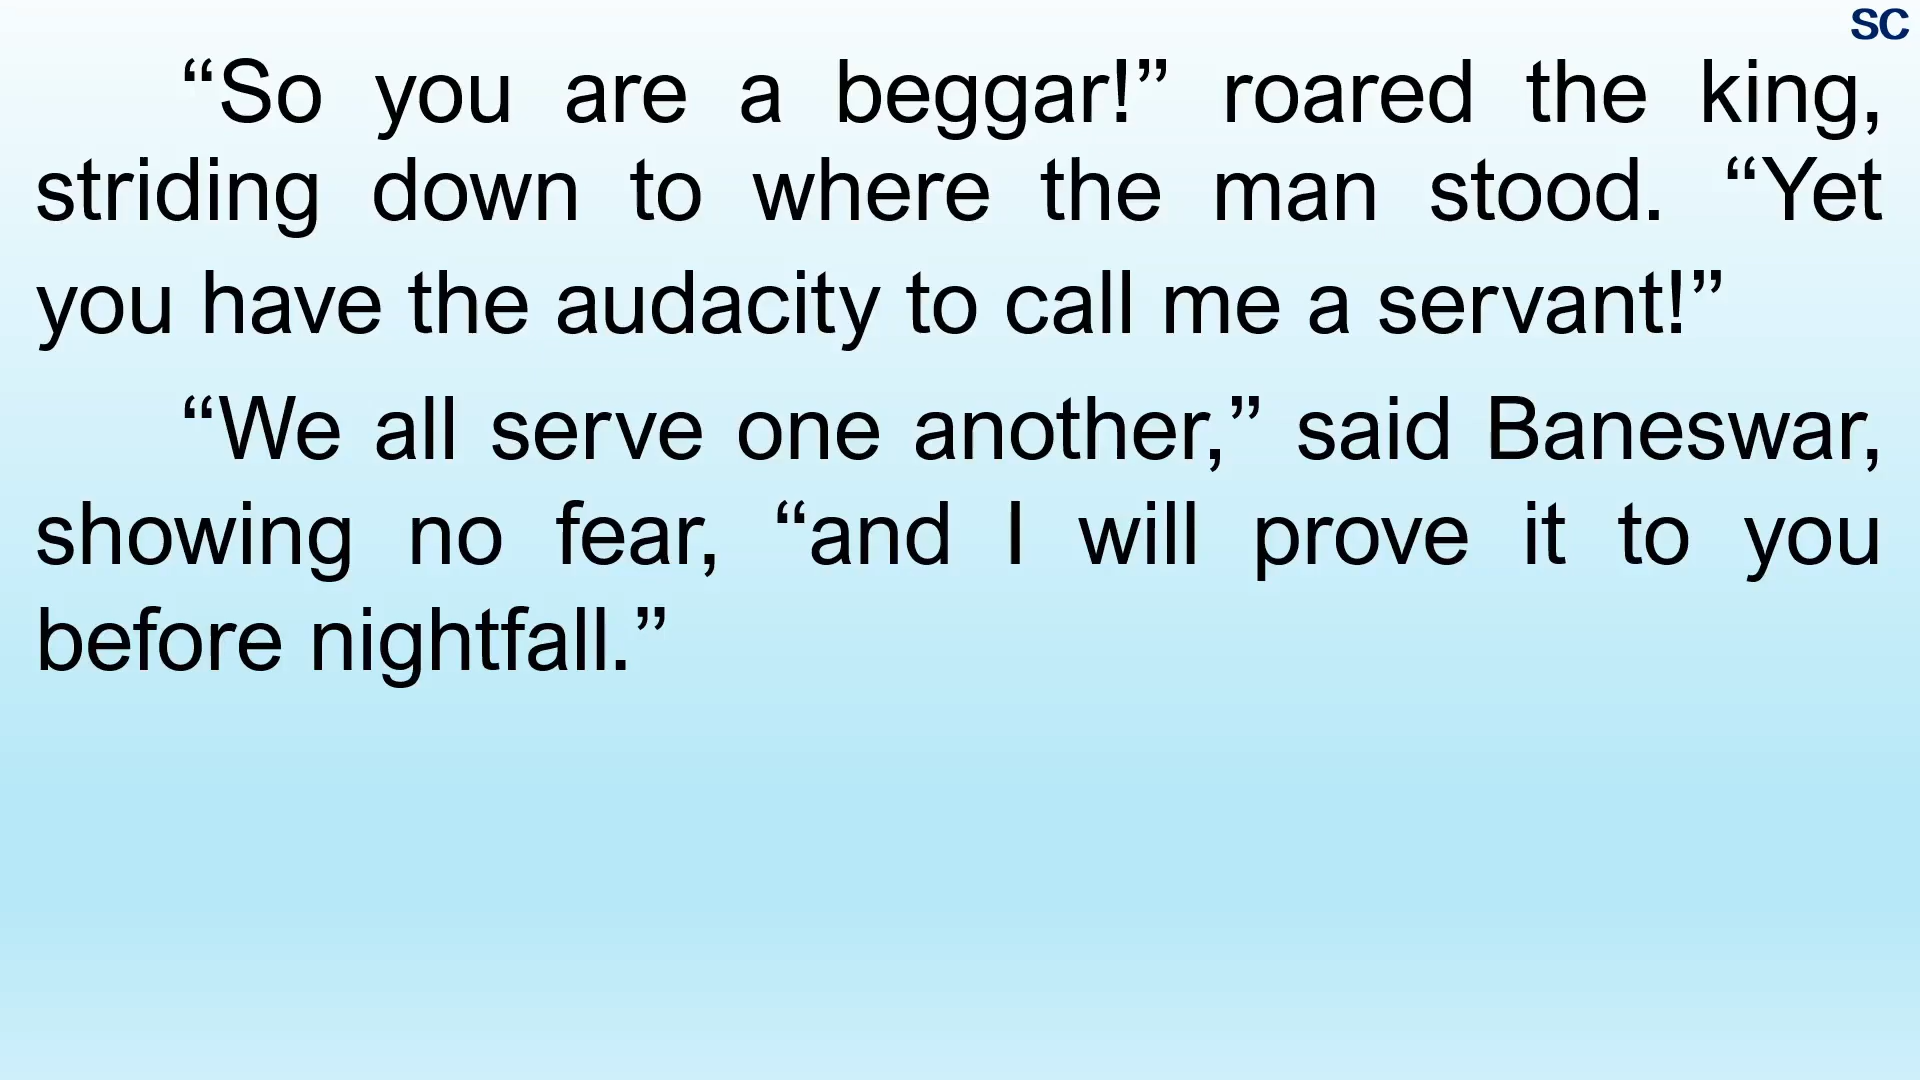 SC
“So you are a beggar!” roared the king,
striding down to where the man stood. “Yet
you have the audacity to call me a servant!”
“We all serve one another,” said Baneswar,
showing no fear, “and I will prove it to you
before nightfall.”